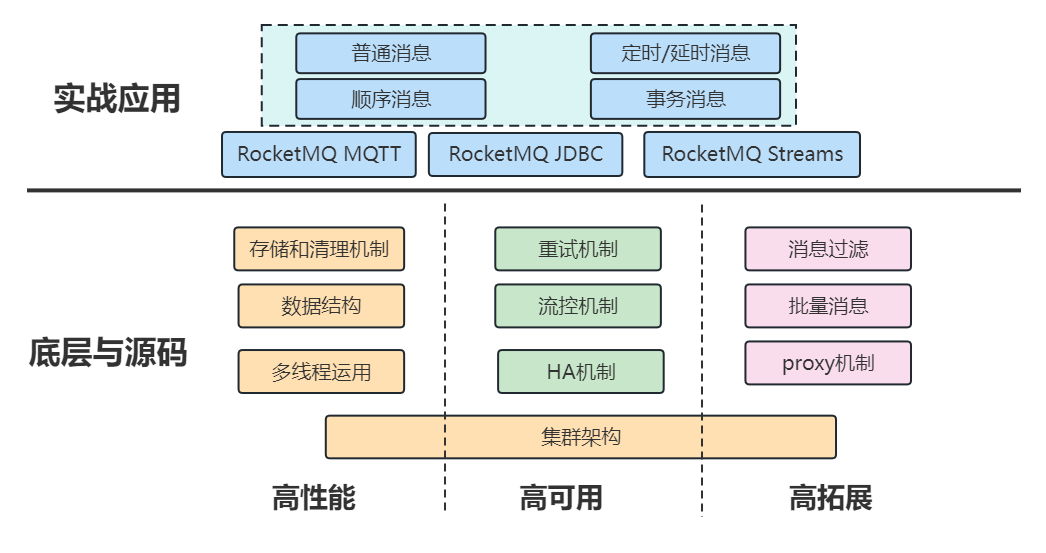 实战应用
普通消息
定时/延时消息
顺序消息
事务消息
RocketMQ MQTT
RocketMQ JDBC
RocketMQ Streams
底层与源码
存储和清理机制
重试机制
消息过滤
数据结构
流控机制
批量消息
多线程运用
HA机制
proxy机制
集群架构
高性能
高可用
高拓展